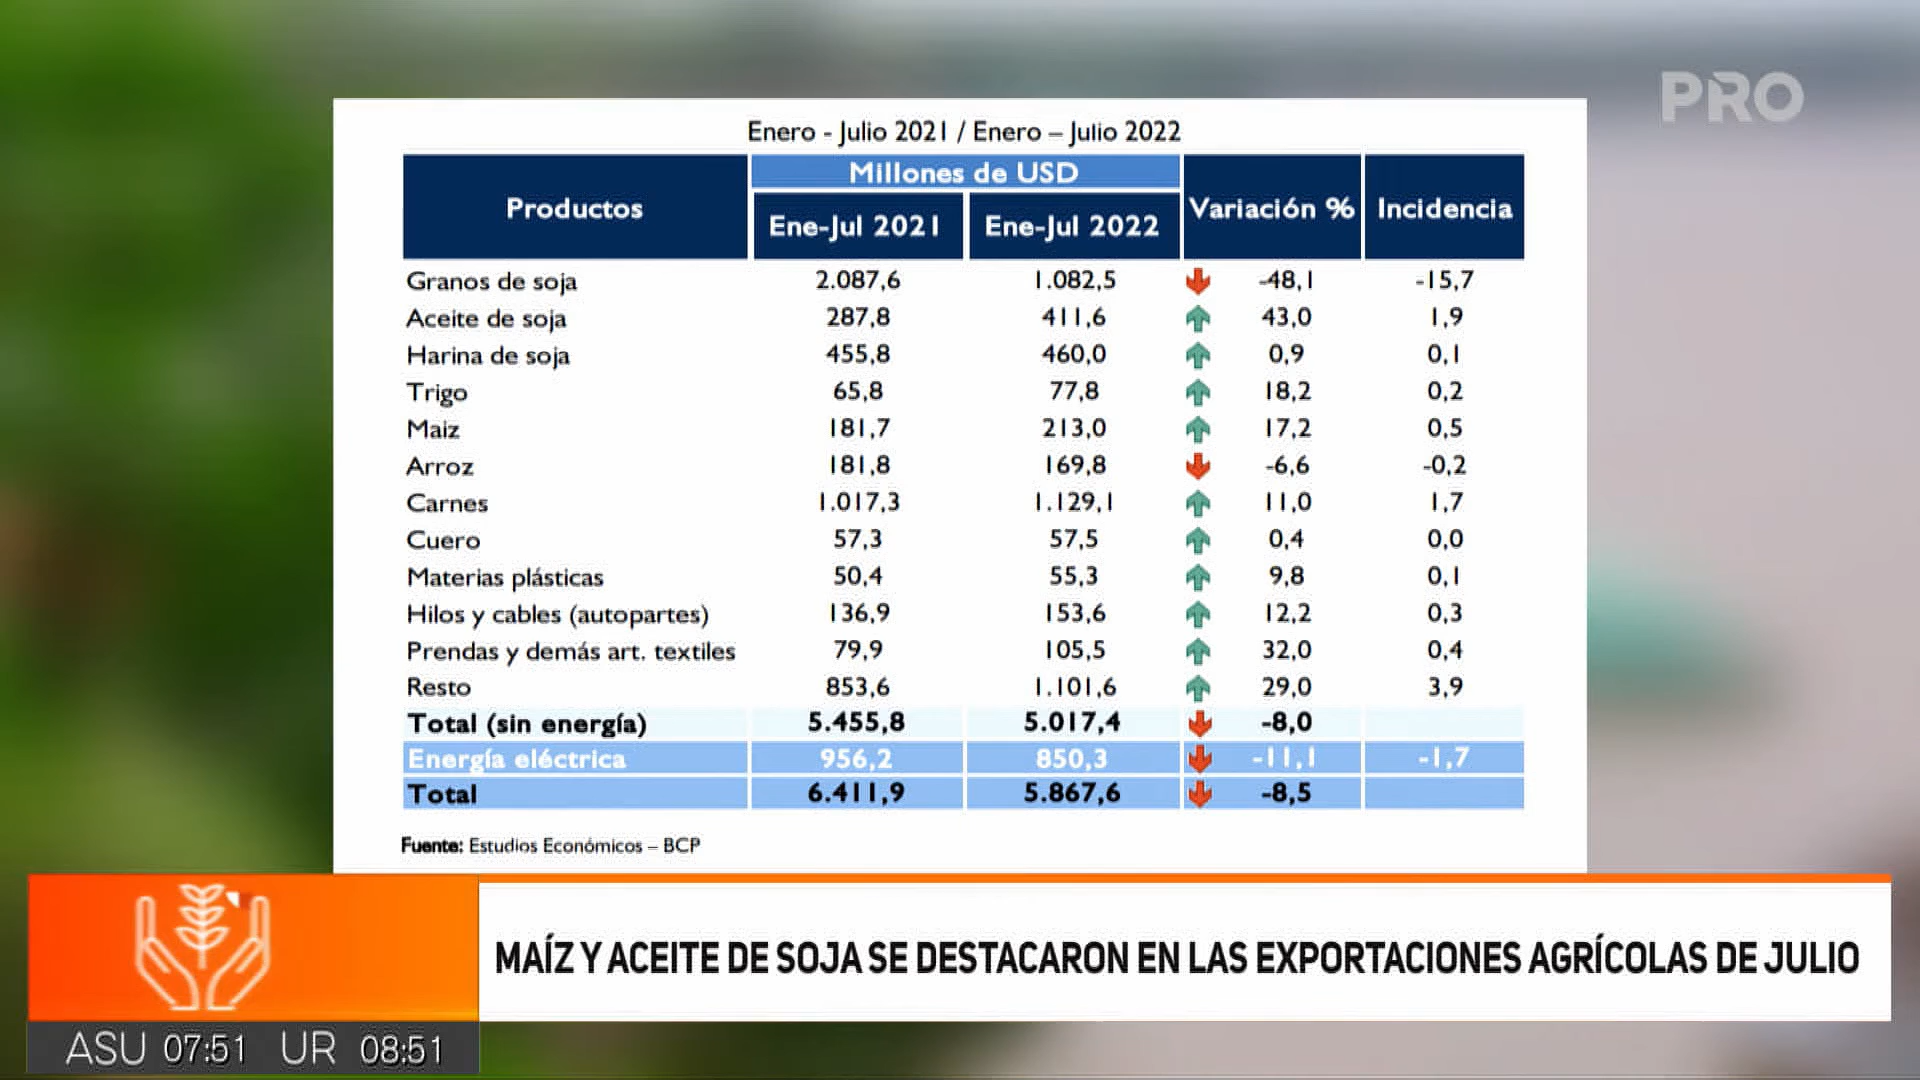 PRO
Enero - Julio 2021 / Enero – Julio 2022
Productos Millones de USD Variación % Incidencia
Ene-Jul 2021 Ene-Jul 2022
Granos de soja 2.087,6 1.082,5 -48,1 -15,7
Aceite de soja 287,8 411,6 43,0 1,9
Harina de soja 455,8 460,0 0,9 0,1
Trigo 65,8 77,8 18,2 0,2
Maiz 181,7 213,0 17,2 0,5
Arroz 181,8 169,8 -6,6 -0,2
Carnes 1.017,3 1.129,1 11,0 1,7
Cuero 57,3 57,5 0,4 0,0
Materias plásticas 50,4 55,3 9,8 0,1
Hilos y cables (autopartes) 136,9 153,6 12,2 0,3
Prendas y demás art. textiles 79,9 105,5 32,0 0,4
Resto 853,6 1.101,6 29,0 3,9
Total (sin energía) 5.455,8 5.017,4 -8,0
Energía eléctrica 956,2 850,3 -11,1 -1,7
Total 6.411,9 5.867,6 -8,5
Fuente: Estudios Económicos – BCP
MAÍZ Y ACEITE DE SOJA SE DESTACARON EN LAS EXPORTACIONES AGRÍCOLAS DE JULIO
ASU 07:51 UR 08:51